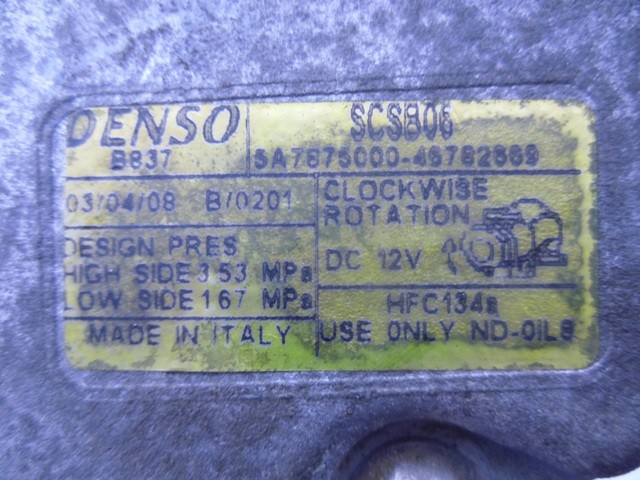 DENSO
SCSB06
B837
5A7875000-46782669
03/04/08 B/0201
CLOCKWISE
ROTATION
DESIGN PRES
HIGH SIDE 3 53 MPa
LOW SIDE 1 67 MPa
DC 12V
HFC134a
MADE IN ITALY
USE ONLY ND-OIL8